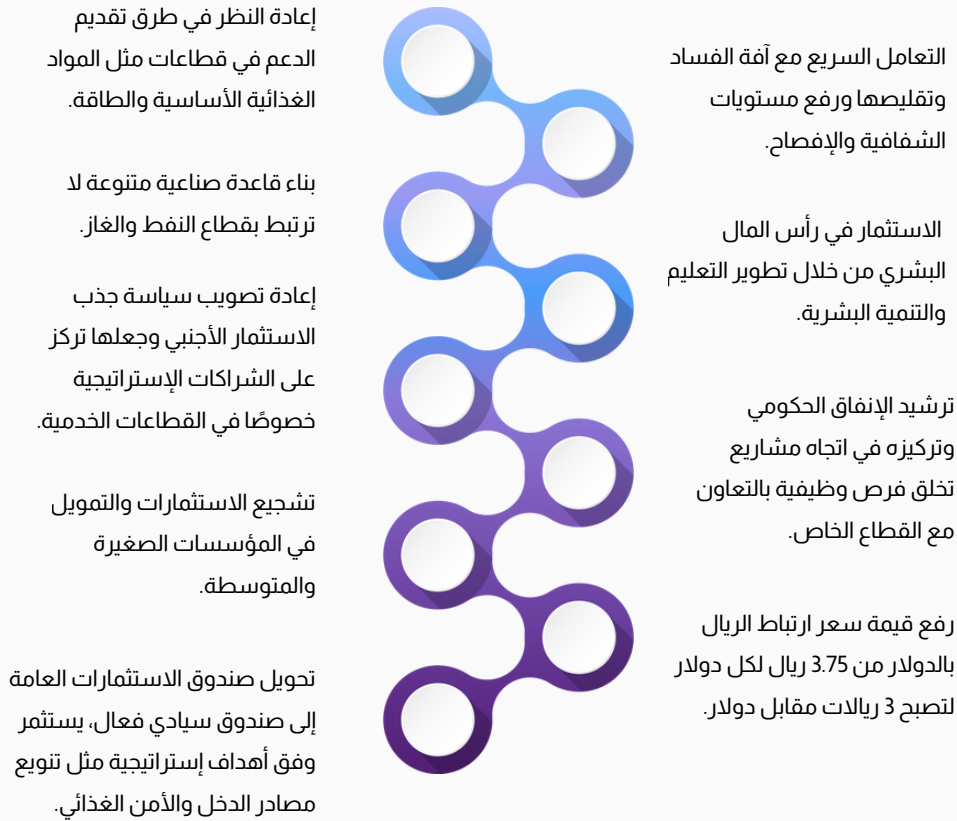 التعامل السريع مع آفة الفساد
وتقليصها ورفع مستويات
الشفافية والإفصاح.
الاستثمار في رأس المال
البشري من خلال تطوير التعليم
والتنمية البشرية.
ترشيد الإنفاق الحكومي
وتركيزه في اتجاه مشاريع
تخلق فرص وظيفية بالتعاون
مع القطاع الخاص.
رفع قيمة سعر ارتباط الريال
بالدولار من 3.75 ريال لكل دولار
لتصبح 3 ريالات مقابل دولار.
إعادة النظر في طرق تقديم
الدعم في قطاعات مثل المواد
الغذائية الأساسية والطاقة.
بناء قاعدة صناعية متنوعة لا
ترتبط بقطاع النفط والغاز.
إعادة تصويب سياسة جذب
الاستثمار الأجنبي وجعلها تركز
على الشراكات الإستراتيجية
خصوصًا في القطاعات الخدمية.
تشجيع الاستثمارات والتمويل
في المؤسسات الصغيرة
والمتوسطة.
تحويل صندوق الاستثمارات العامة
إلى صندوق سيادي فعال، يستثمر
وفق أهداف إستراتيجية مثل تنويع
مصادر الدخل والأمن الغذائي.